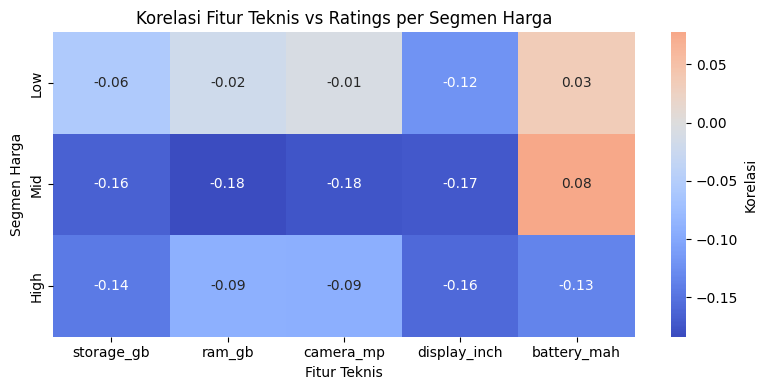 Korelasi Fitur Teknis vs Ratings per Segmen Harga
Segmen Harga
Low
-0.06 -0.02 -0.01 -0.12 0.03
Mid
-0.16 -0.18 -0.18 -0.17 0.08
High
-0.14 -0.09 -0.09 -0.16 -0.13
storage_gb ram_gb camera_mp display_inch battery_mah
Fitur Teknis
0.05
0.00
−0.05
−0.10
−0.15
Korelasi